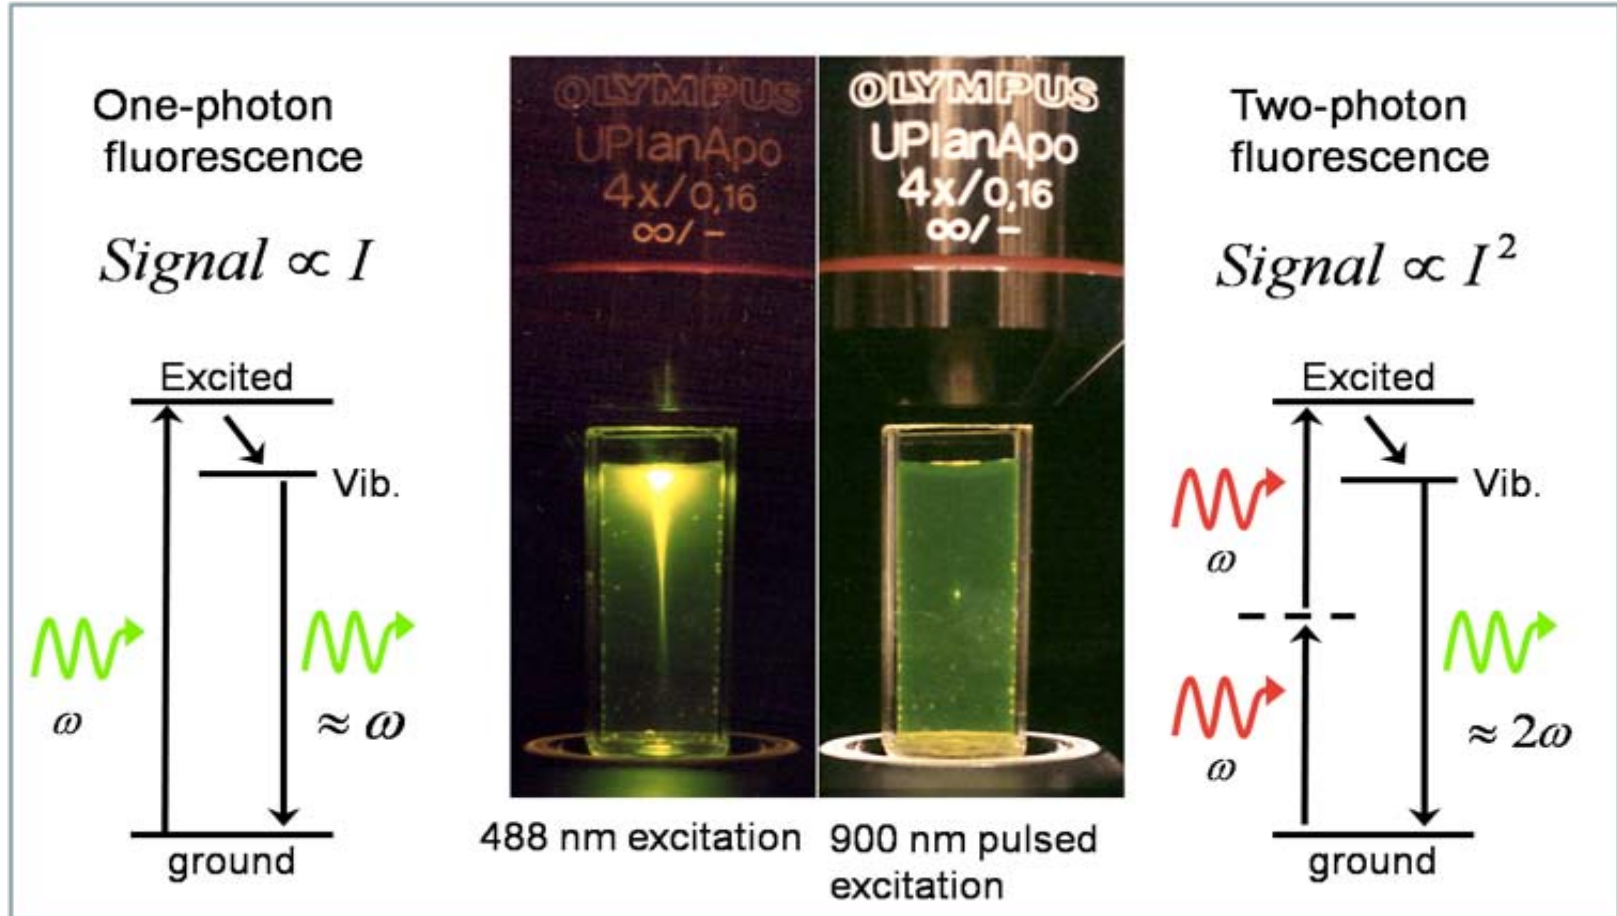 One-photon
fluorescence
Signal ∝ I
Excited
Vib.
ω
≈ ω
ground
OLYMPUS
UPlanApo
4x/0,16
∞/-
488 nm excitation
OLYMPUS
UPlanApo
4x/0,16
∞/-
900 nm pulsed
excitation
Two-photon
fluorescence
Signal ∝ I²
Excited
Vib.
ω
ω
≈ 2ω
ground